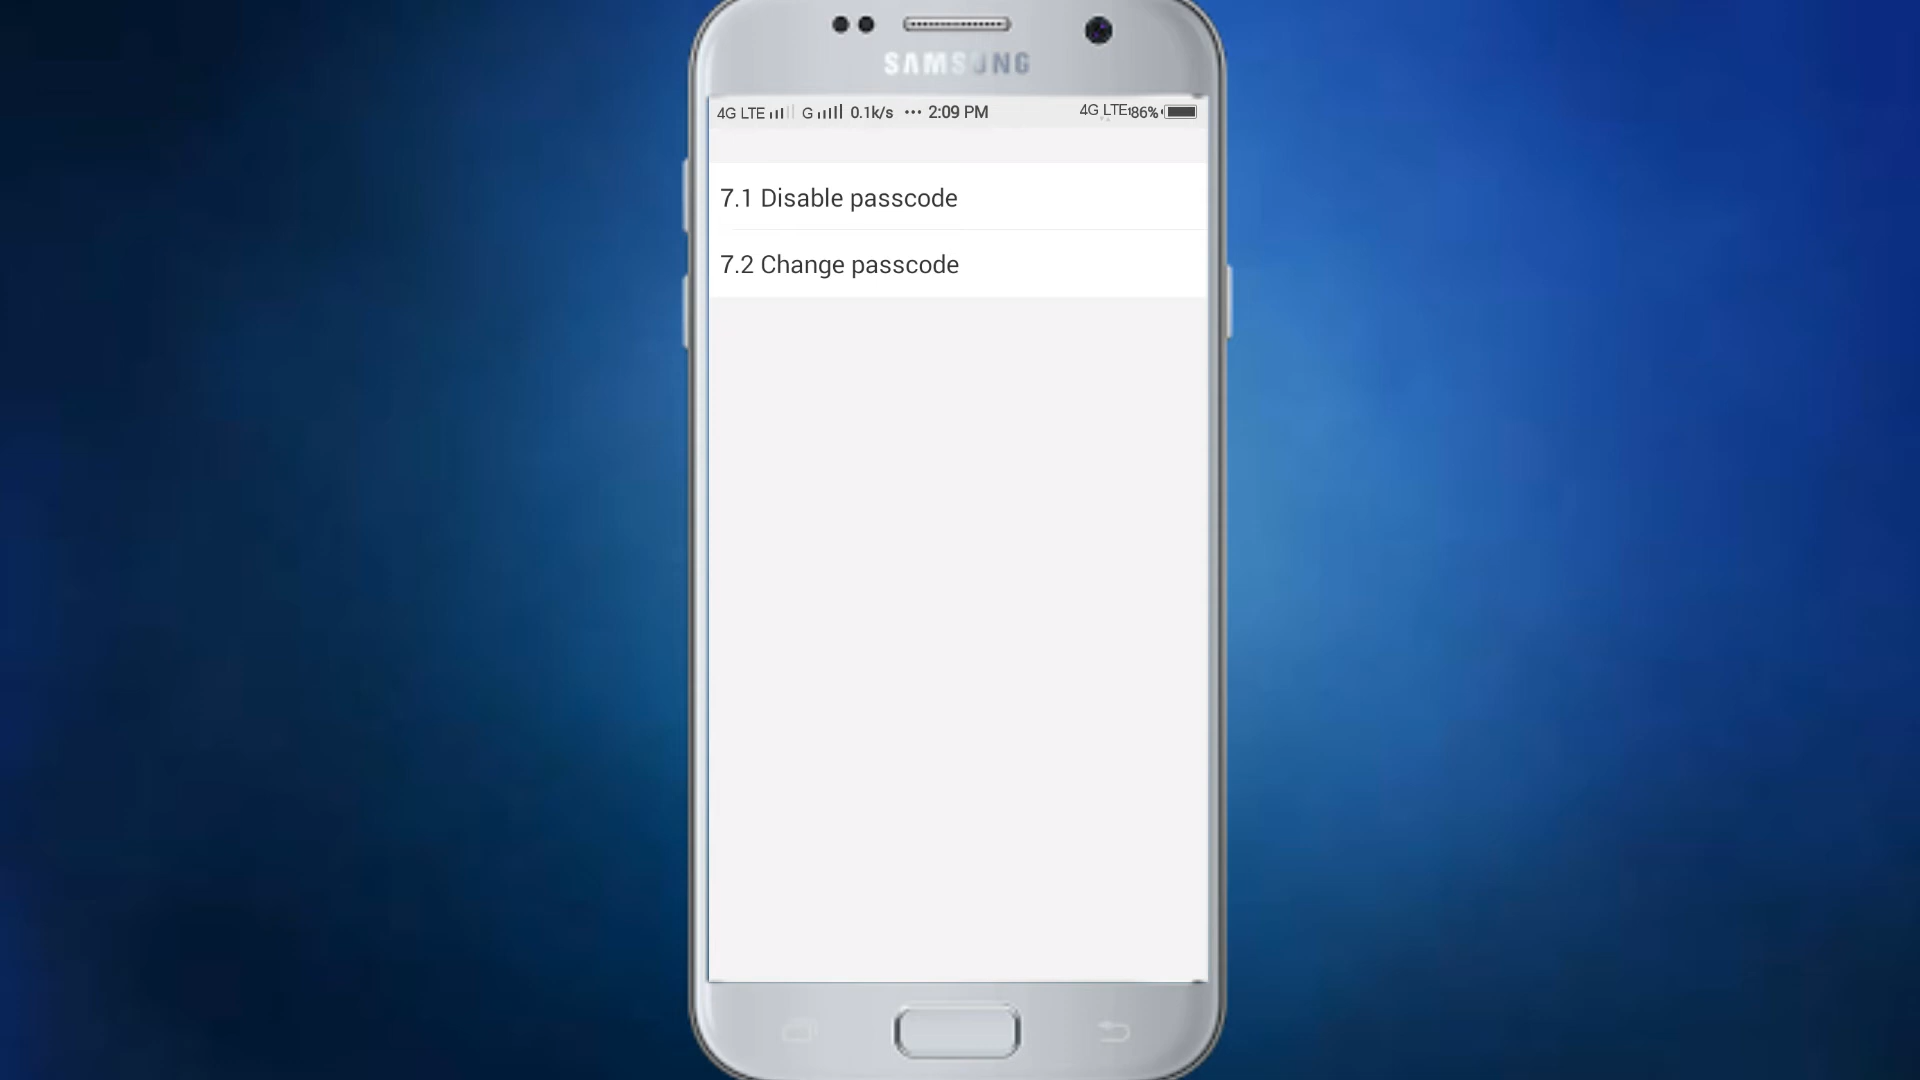 SAMSUNG
4G LTE G 0.1k/s ... 2:09 PM 4G LTE 86%
7.1 Disable passcode
7.2 Change passcode